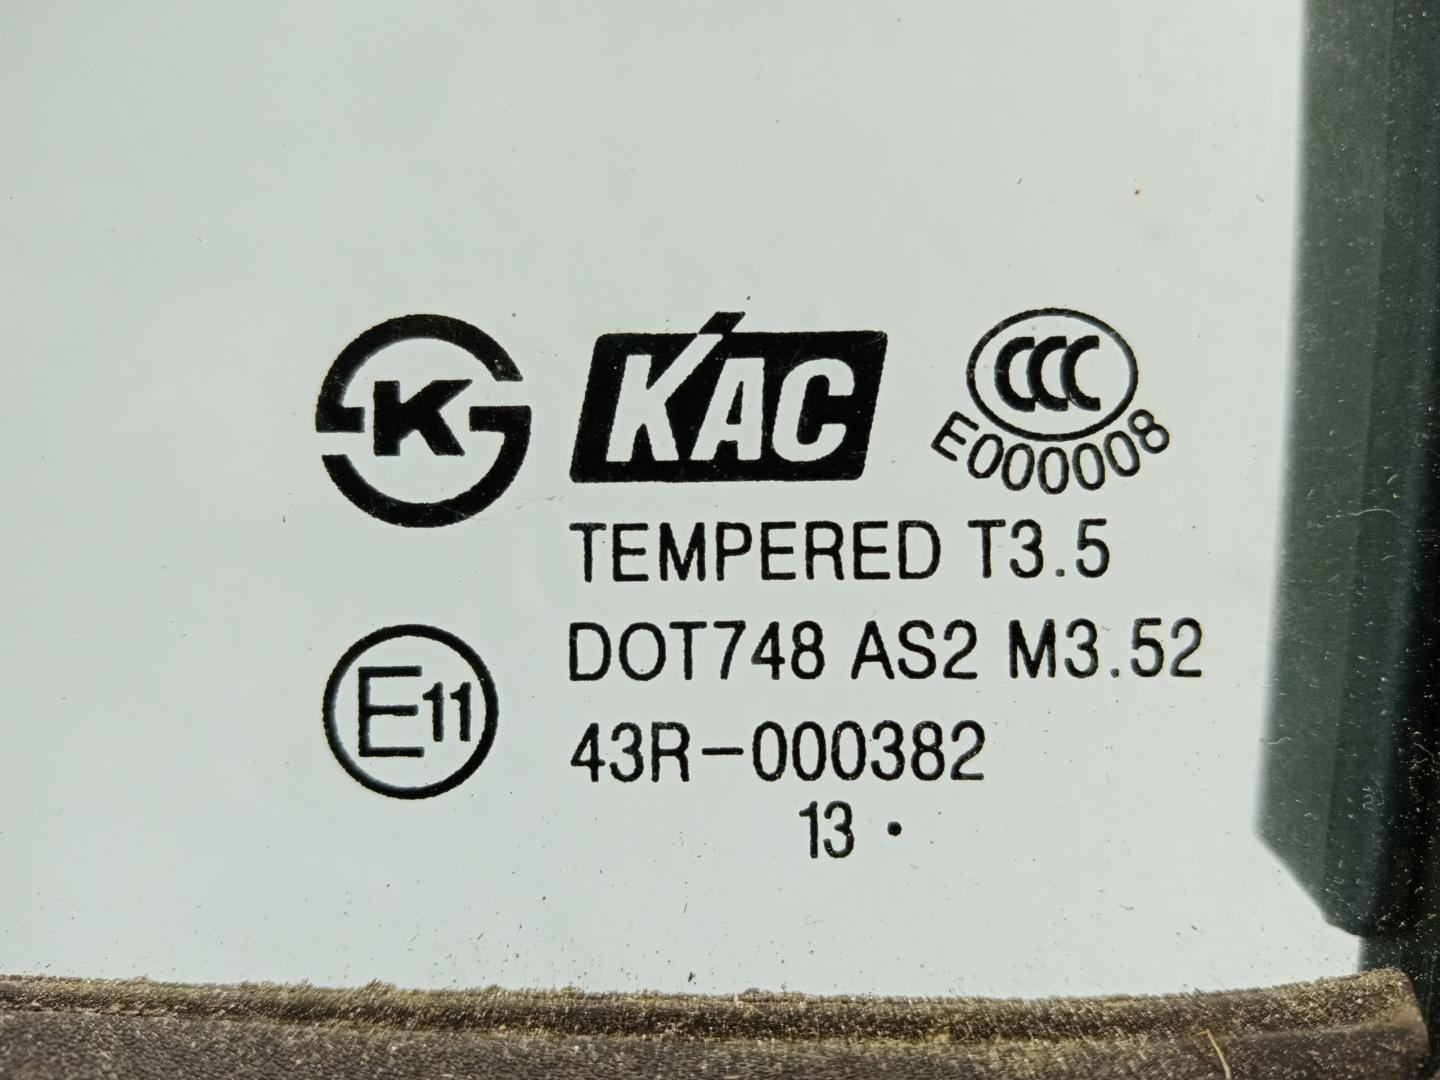 K
KAC
CCC
E000008
TEMPERED T3.5
DOT748 AS2 M3.52
E11
43R-000382
13 •